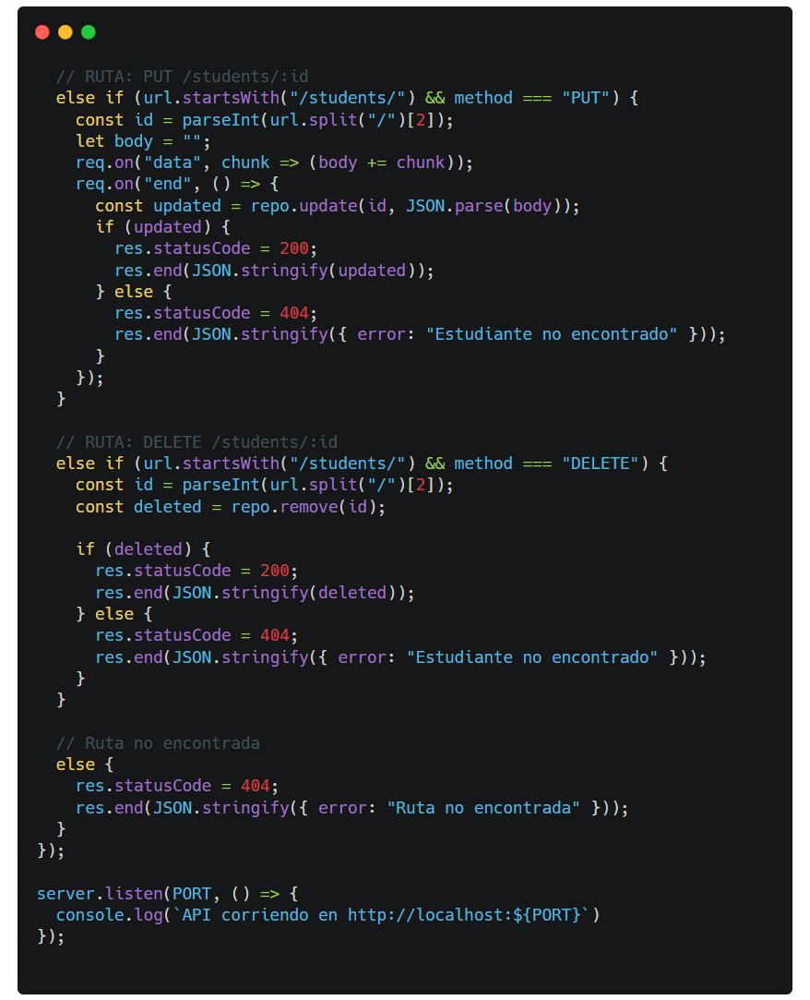 // RUTA: PUT /students/:id
else if (url.startsWith("/students/") && method === "PUT") {
const id = parseInt(url.split("/")[2]);
let body = "";
req.on("data", chunk => (body += chunk));
req.on("end", () => {
const updated = repo.update(id, JSON.parse(body));
if (updated) {
res.statusCode = 200;
res.end(JSON.stringify(updated));
} else {
res.statusCode = 404;
res.end(JSON.stringify({ error: "Estudiante no encontrado" }));
}
});
}
// RUTA: DELETE /students/:id
else if (url.startsWith("/students/") && method === "DELETE") {
const id = parseInt(url.split("/")[2]);
const deleted = repo.remove(id);
if (deleted) {
res.statusCode = 200;
res.end(JSON.stringify(deleted));
} else {
res.statusCode = 404;
res.end(JSON.stringify({ error: "Estudiante no encontrado" }));
}
}
// Ruta no encontrada
else {
res.statusCode = 404;
res.end(JSON.stringify({ error: "Ruta no encontrada" }));
}
});
server.listen(PORT, () => {
console.log(`API corriendo en http://localhost:${PORT}`)
});